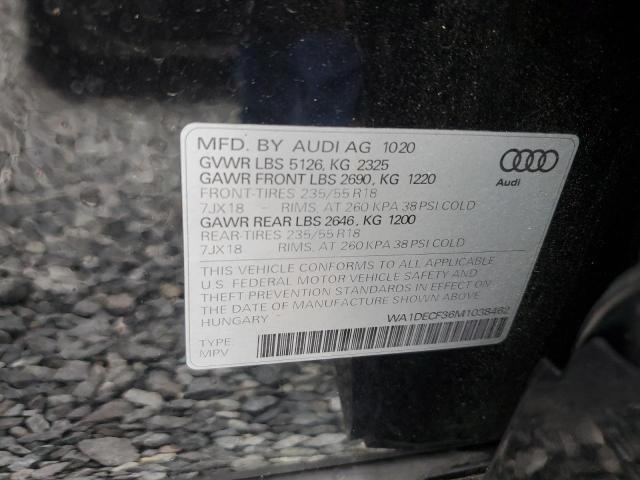 MFD. BY AUDI AG 1020
GVWR LBS 5126, KG 2325
GAWR FRONT LBS 2690, KG 1220
FRONT-TIRES 235/55 R18
7JX18 - RIMS, AT 260 KPA 38 PSI COLD
GAWR REAR LBS 2646, KG 1200
REAR-TIRES 235/55 R18
7JX18 RIMS, AT 260 KPA 38 PSI COLD
THIS VEHICLE CONFORMS TO ALL APPLICABLE
U.S. FEDERAL MOTOR VEHICLE SAFETY AND
THEFT PREVENTION STANDARDS IN EFFECT ON
THE DATE OF MANUFACTURE SHOWN ABOVE.
HUNGARY
WA1DECF36M1038462
TYPE:
MPV
Audi